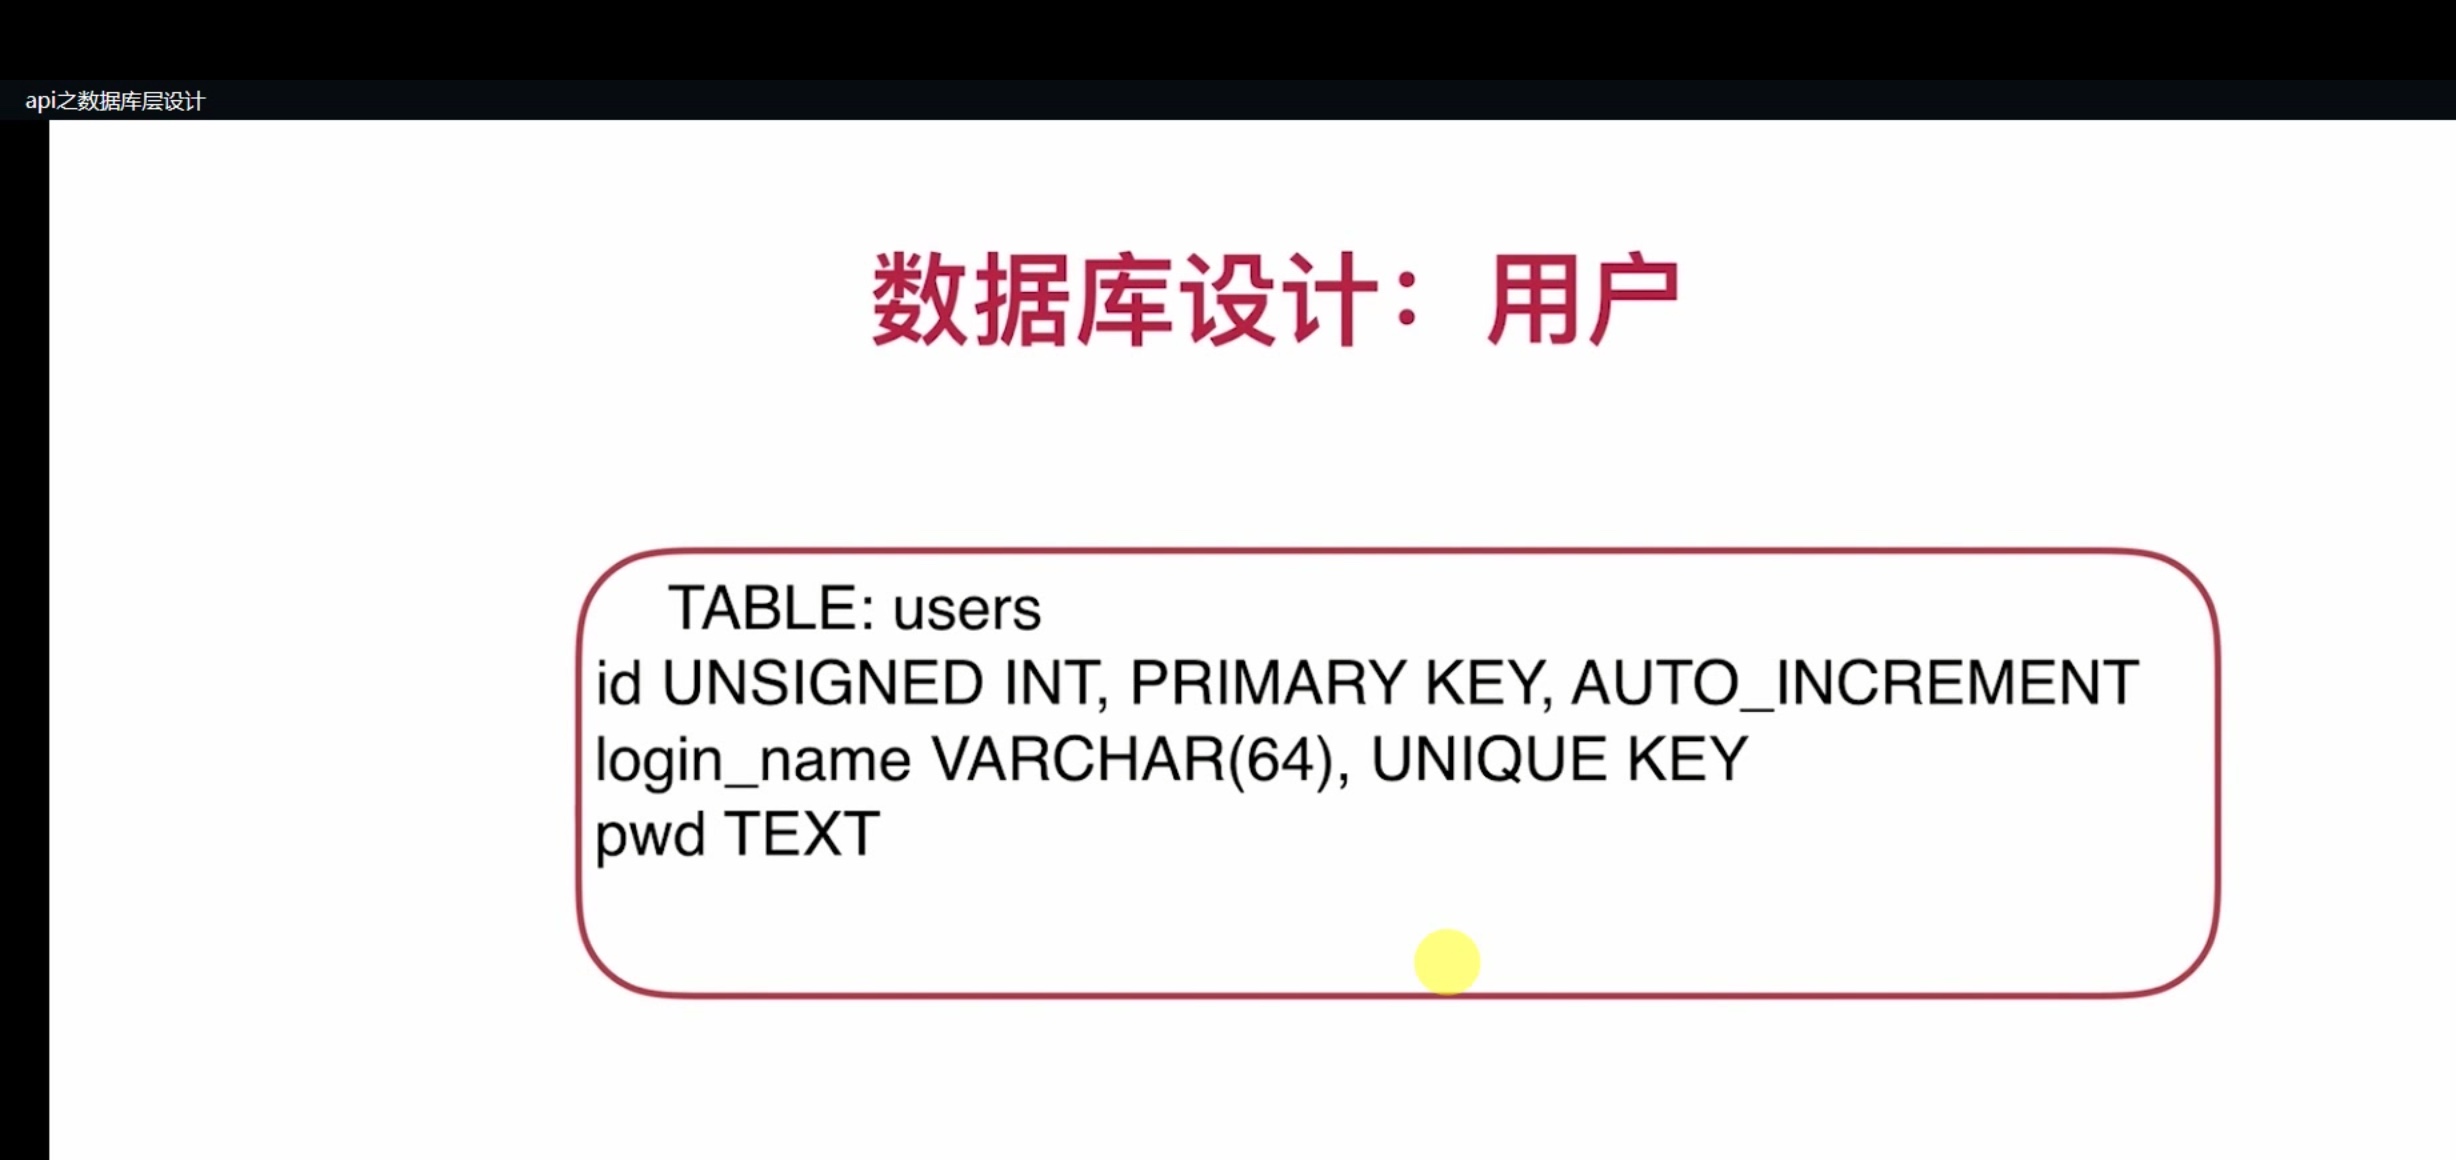 api之数据库层设计
数据库设计：用户
TABLE: users
id UNSIGNED INT, PRIMARY KEY, AUTO_INCREMENT
login_name VARCHAR(64), UNIQUE KEY
pwd TEXT